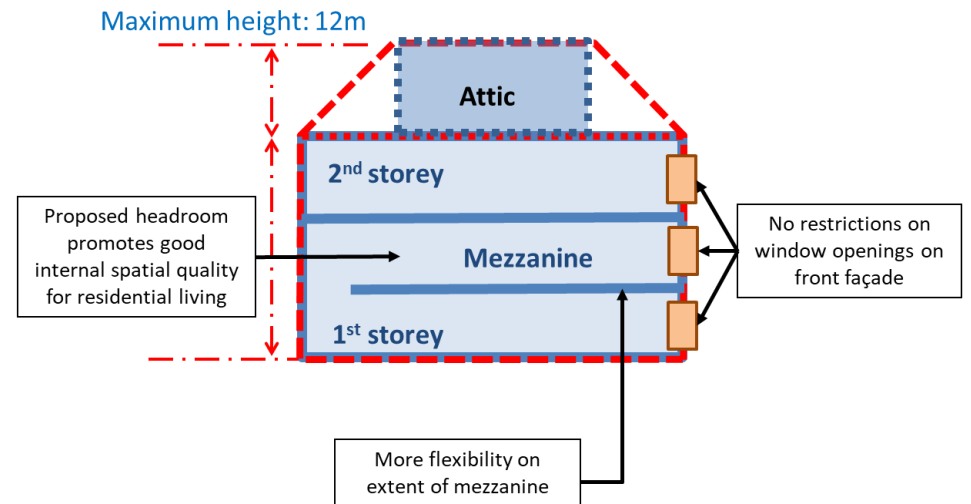 Maximum height: 12m
Attic
2nd storey
Proposed headroom
promotes good
internal spatial quality
for residential living
Mezzanine
No restrictions on
window openings on
front façade
1st storey
More flexibility on
extent of mezzanine